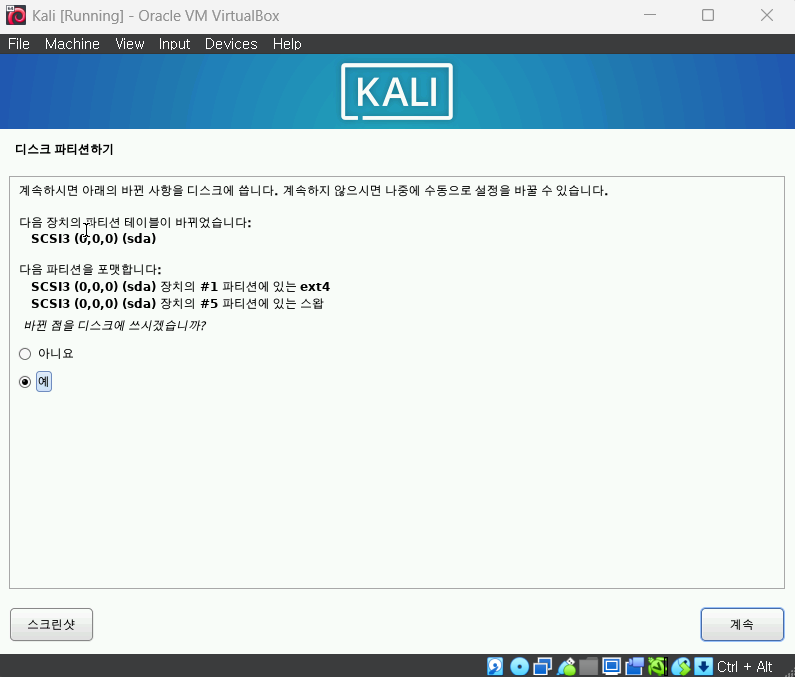 Kali [Running] - Oracle VM VirtualBox
File Machine View Input Devices Help
KALI
디스크 파티션하기
계속하시면 아래의 바뀐 사항을 디스크에 씁니다. 계속하지 않으시면 나중에 수동으로 설정을 바꿀 수 있습니다.
다음 장치의 파티션 테이블이 바뀌었습니다:
SCSI3 (0,0,0) (sda)
다음 파티션을 포맷합니다:
SCSI3 (0,0,0) (sda) 장치의 #1 파티션에 있는 ext4
SCSI3 (0,0,0) (sda) 장치의 #5 파티션에 있는 스왑
바뀐 점을 디스크에 쓰시겠습니까?
아니요
예
스크린샷
계속
Ctrl + Alt